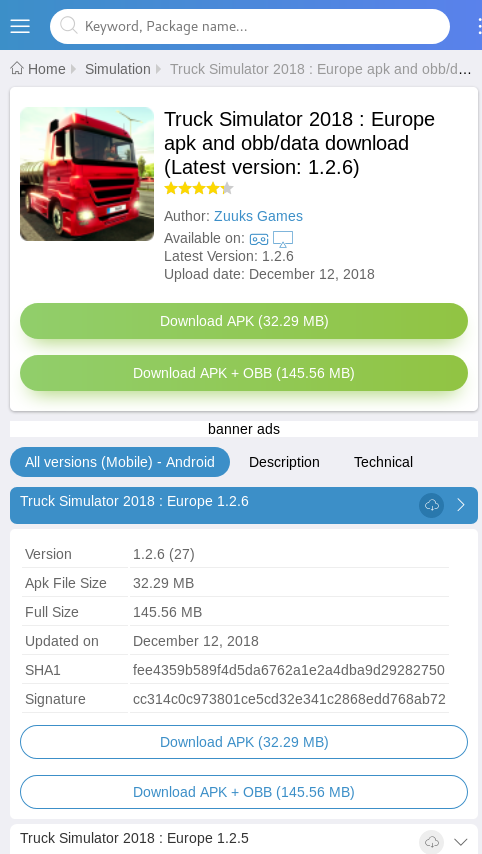 Keyword, Package name...
Home Simulation Truck Simulator 2018 : Europe apk and obb/d...
Truck Simulator 2018 : Europe
apk and obb/data download
(Latest version: 1.2.6)
Author: Zuuks Games
Available on:
Latest Version: 1.2.6
Upload date: December 12, 2018
Download APK (32.29 MB)
Download APK + OBB (145.56 MB)
banner ads
All versions (Mobile) - Android Description Technical
Truck Simulator 2018 : Europe 1.2.6
Version 1.2.6 (27)
Apk File Size 32.29 MB
Full Size 145.56 MB
Updated on December 12, 2018
SHA1 fee4359b589f4d5da6762a1e2a4dba9d29282750
Signature cc314c0c973801ce5cd32e341c2868edd768ab72
Download APK (32.29 MB)
Download APK + OBB (145.56 MB)
Truck Simulator 2018 : Europe 1.2.5